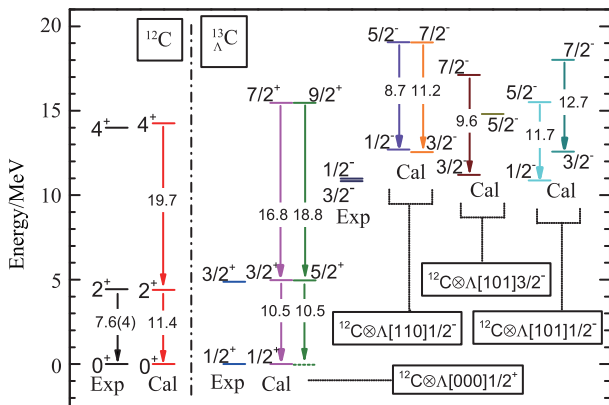 Energy/MeV
20
15
10
5
0
¹²C
¹³ΛC
4⁺
4⁺
19.7
2⁺
2⁺
7.6(4)
11.4
0⁺
0⁺
Exp
Cal
7/2⁺
9/2⁺
16.8
18.8
3/2⁺
3/2⁺
5/2⁺
10.5
10.5
1/2⁺
1/2⁺
Exp
Cal
1/2⁻
3/2⁻
Exp
5/2⁻
7/2⁻
8.7
11.2
1/2⁻
3/2⁻
Cal
7/2⁻
9.6
5/2⁻
3/2⁻
Cal
7/2⁻
5/2⁻
12.7
11.7
1/2⁻
3/2⁻
Cal
¹²C⊗Λ[101]3/2⁻
¹²C⊗Λ[110]1/2⁻
¹²C⊗Λ[101]1/2⁻
¹²C⊗Λ[000]1/2⁺